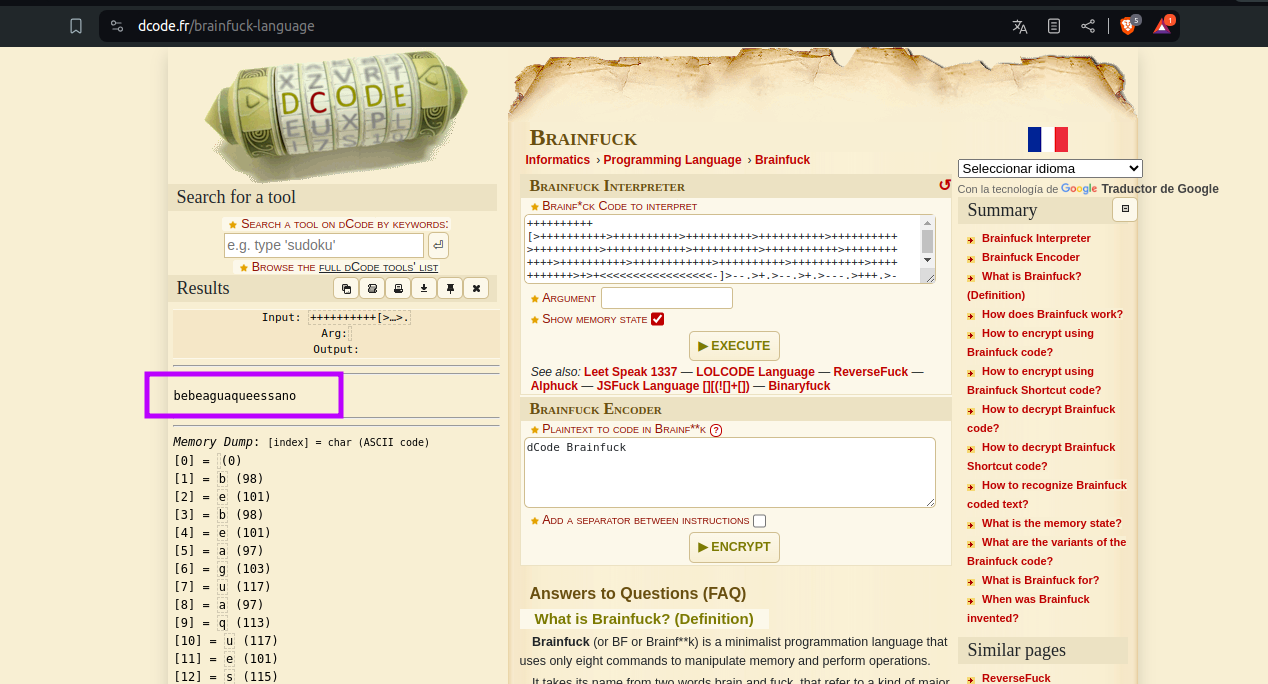 dcode.fr/brainfuck-language
5
1
X Z V R T
D C O D E
E U X P L
Search for a tool
Search a tool on dCode by keywords:
e.g. type 'sudoku'
Browse the full dCode tools' list
Results
Input: ++++++++++[>…>.
Arg:
Output:
bebeaguaqueessano
Memory Dump: [index] = char (ASCII code)
[0] = (0)
[1] = b (98)
[2] = e (101)
[3] = b (98)
[4] = e (101)
[5] = a (97)
[6] = g (103)
[7] = u (117)
[8] = a (97)
[9] = q (113)
[10] = u (117)
[11] = e (101)
[12] = s (115)
Brainfuck
Informatics › Programming Language › Brainfuck
Brainfuck Interpreter
Brainf*ck Code to interpret
++++++++++
[>++++++++++>++++++++++>++++++++++>++++++++++>++++++++++
>++++++++++>++++++++++>++++++++++>+++++++++++>++++++++
++++>++++++++++>++++++++++++>+++++++++++>+++++++++++>++++
+++++++>+>+<<<<<<<<<<<<<<<<<-]>--.>+.>--.>+.>---.>+++.>-
Argument
Show memory state
▶ EXECUTE
See also: Leet Speak 1337 — LOLCODE Language — ReverseFuck —
Alphuck — JSFuck Language [][(![]+[])] — Binaryfuck
Brainfuck Encoder
Plaintext to code in Brainf**k ?
dCode Brainfuck
Add a separator between instructions
▶ ENCRYPT
Answers to Questions (FAQ)
What is Brainfuck? (Definition)
Brainfuck (or BF or Brainf**k) is a minimalist programmation language that
uses only eight commands to manipulate memory and perform operations.
It takes its name from two words brain and fuck, that refer to a kind of major
Seleccionar idioma
Con la tecnología de Google Traductor de Google
Summary
Brainfuck Interpreter
Brainfuck Encoder
What is Brainfuck?
(Definition)
How does Brainfuck work?
How to encrypt using
Brainfuck code?
How to encrypt using
Brainfuck Shortcut code?
How to decrypt Brainfuck
code?
How to decrypt Brainfuck
Shortcut code?
How to recognize Brainfuck
coded text?
What is the memory state?
What are the variants of the
Brainfuck code?
What is Brainfuck for?
When was Brainfuck
invented?
Similar pages
ReverseFuck